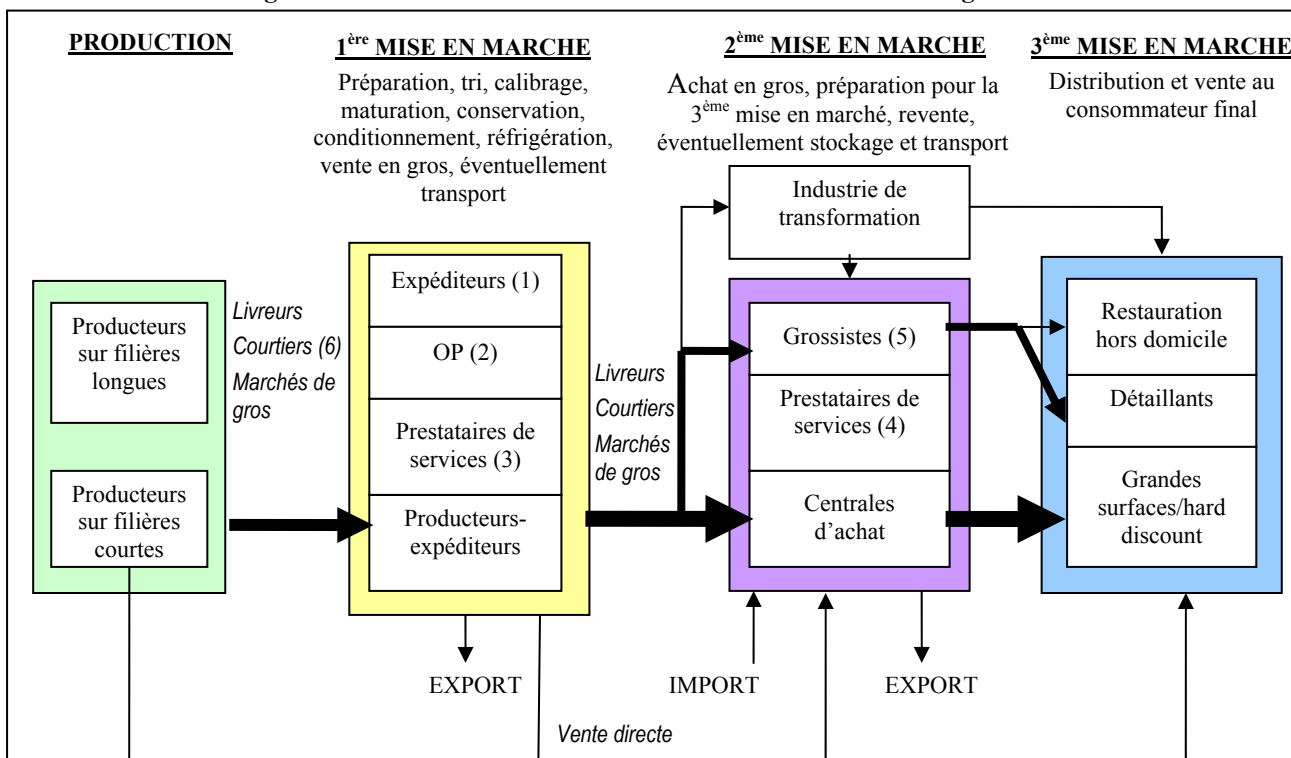 PRODUCTION
1ère MISE EN MARCHE
Préparation, tri, calibrage,
maturation, conservation,
conditionnement, réfrigération,
vente en gros, éventuellement
transport
2ème MISE EN MARCHE
Achat en gros, préparation pour la
3ème mise en marché, revente,
éventuellement stockage et transport
3ème MISE EN MARCHE
Distribution et vente au
consommateur final
Industrie de
transformation
Producteurs
sur filières
longues
Producteurs
sur filières
courtes
Livreurs
Courtiers (6)
Marchés de
gros
Expéditeurs (1)
OP (2)
Prestataires de
services (3)
Producteurs-
expéditeurs
Livreurs
Courtiers
Marchés
de gros
Grossistes (5)
Prestataires de
services (4)
Centrales
d’achat
Restauration
hors domicile
Détaillants
Grandes
surfaces/hard
discount
EXPORT
IMPORT
EXPORT
Vente directe